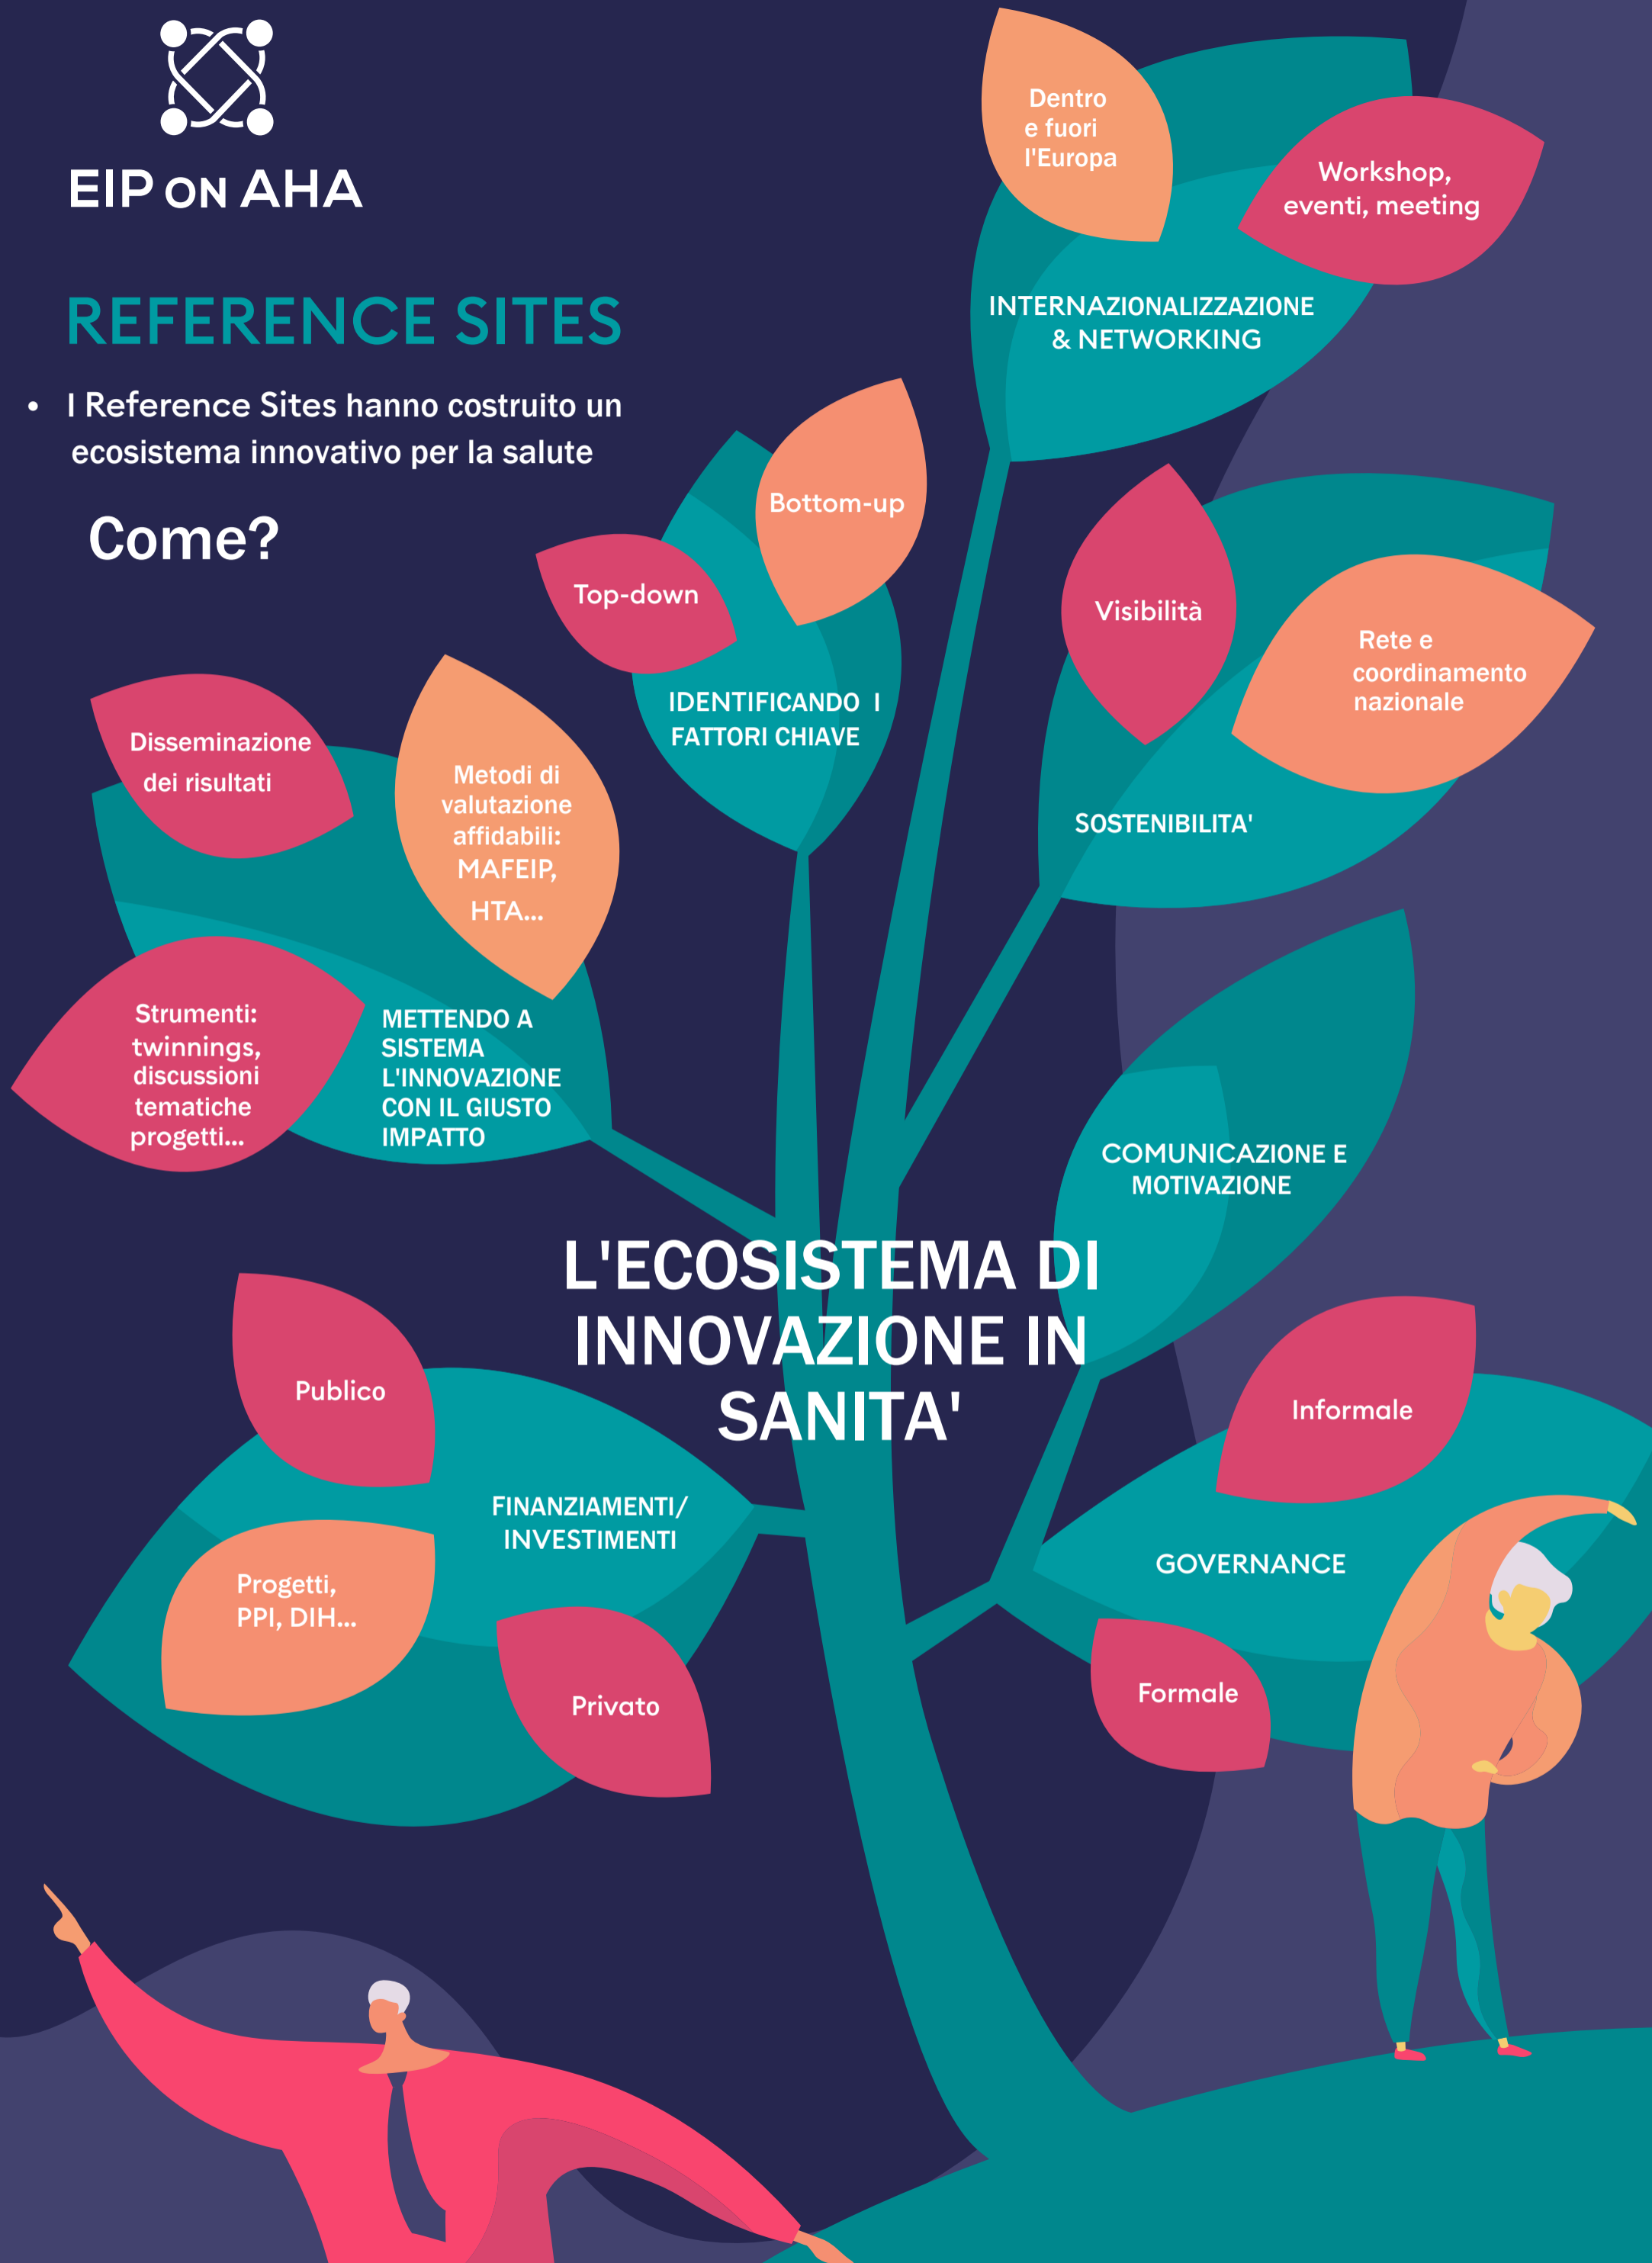 EIP ON AHA
REFERENCE SITES
• I Reference Sites hanno costruito un
ecosistema innovativo per la salute
Come?
Dentro
e fuori
l'Europa
Workshop,
eventi, meeting
INTERNAZIONALIZZAZIONE
& NETWORKING
Bottom-up
Top-down
IDENTIFICANDO I
FATTORI CHIAVE
Visibilità
Rete e
coordinamento
nazionale
SOSTENIBILITA'
Disseminazione
dei risultati
Metodi di
valutazione
affidabili:
MAFEIP,
HTA...
Strumenti:
twinnings,
discussioni
tematiche
progetti...
METTENDO A
SISTEMA
L'INNOVAZIONE
CON IL GIUSTO
IMPATTO
COMUNICAZIONE E
MOTIVAZIONE
L'ECOSISTEMA DI
INNOVAZIONE IN
SANITA'
Publico
FINANZIAMENTI/
INVESTIMENTI
Progetti,
PPI, DIH...
Privato
Informale
GOVERNANCE
Formale